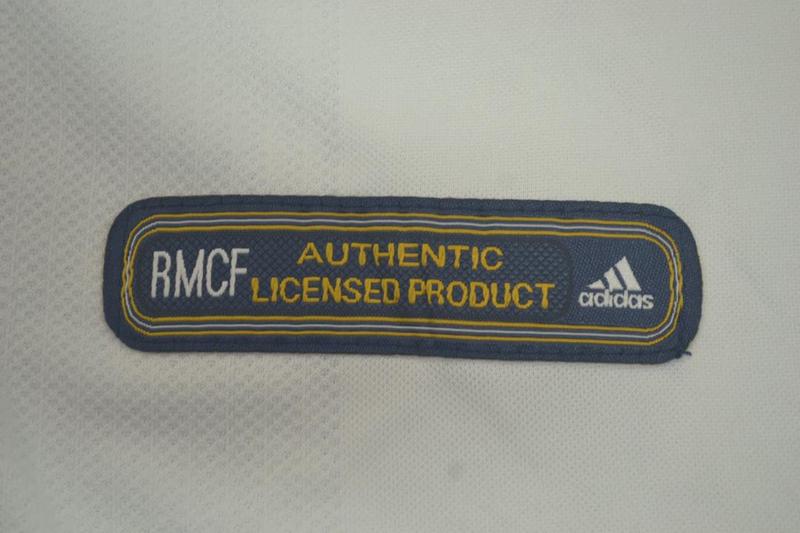 RMCF
AUTHENTIC
LICENSED PRODUCT
adidas